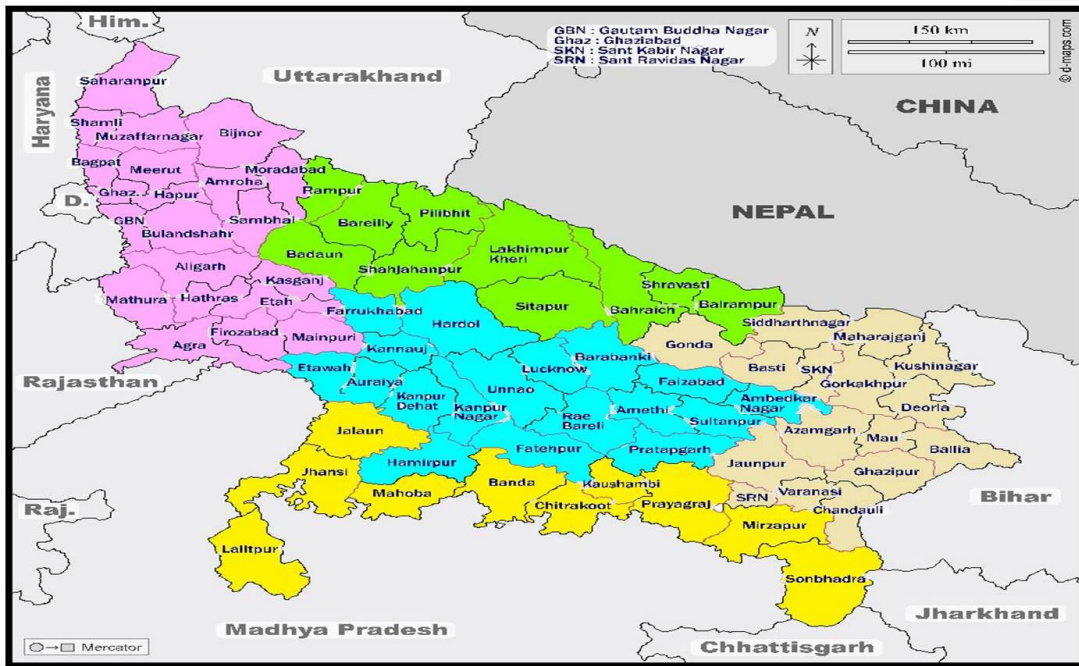 Him.
GBN : Gautam Buddha Nagar
Ghaz : Ghaziabad
SKN : Sant Kabir Nagar
SRN : Sant Ravidas Nagar
N
150 km
100 mi
© d-maps.com
Uttarakhand
Haryana
CHINA
NEPAL
Saharanpur
Shamli
Muzaffarnagar
Bijnor
Bagpat
Meerut
Moradabad
Amroha
Ghaz.
Hapur
Rampur
D.
GBN
Sambhal
Bulandshahr
Bareilly
Pilibhit
Badaun
Lakhimpur
Kheri
Shahjahanpur
Aligarh
Kasganj
Mathura
Hathras
Etah
Shravasti
Sitapur
Bahraich
Balrampur
Farrukhabad
Hardoi
Firozabad
Mainpuri
Agra
Siddharthnagar
Maharajganj
Gonda
Kannauj
Barabanki
Basti
SKN
Kushinagar
Etawah
Lucknow
Rajasthan
Auraiya
Unnao
Faizabad
Gorkakhpur
Kanpur
Dehat
Kanpur
Nagar
Rae
Bareli
Amethi
Ambedkar
Nagar
Deoria
Sultanpur
Azamgarh
Mau
Ballia
Jalaun
Fatehpur
Pratapgarh
Jaunpur
Ghazipur
Hamirpur
Jhansi
Mahoba
Banda
Kaushambi
Chitrakoot
Prayagraj
SRN
Varanasi
Chandauli
Bihar
Raj.
Mirzapur
Lalitpur
Sonbhadra
Jharkhand
Madhya Pradesh
Chhattisgarh
Mercator